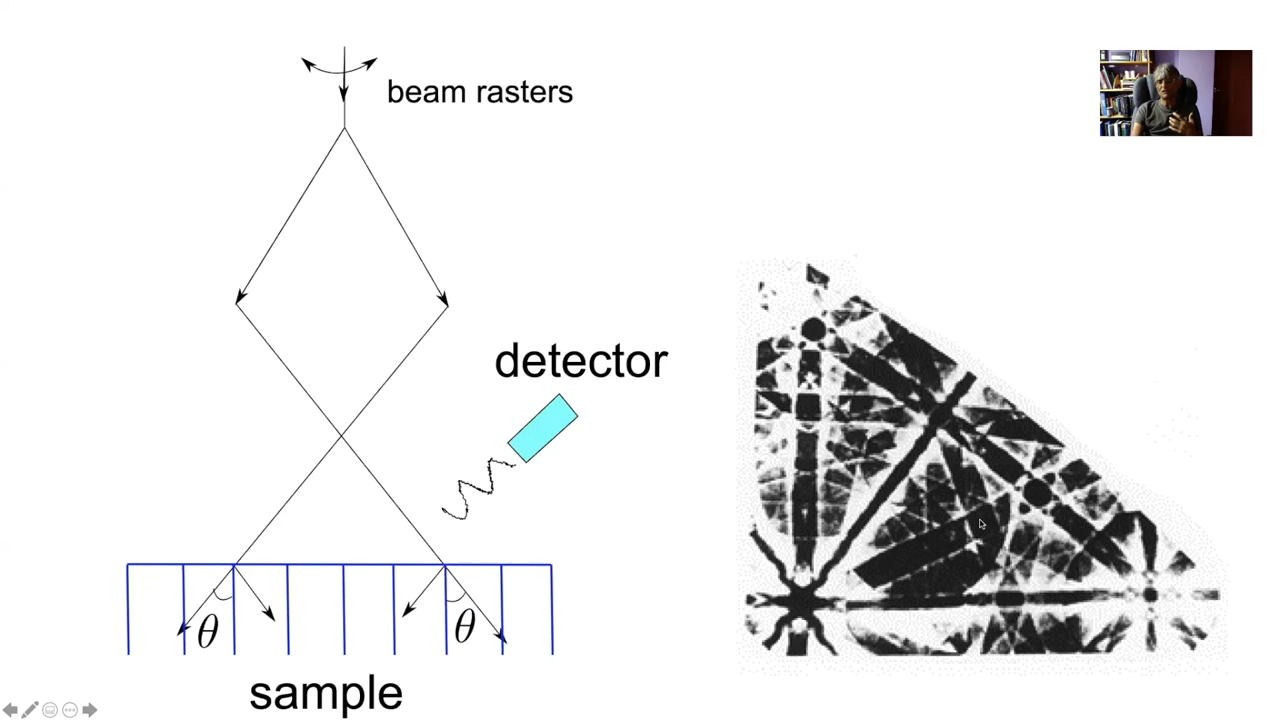 beam rasters
detector
θ
θ
sample